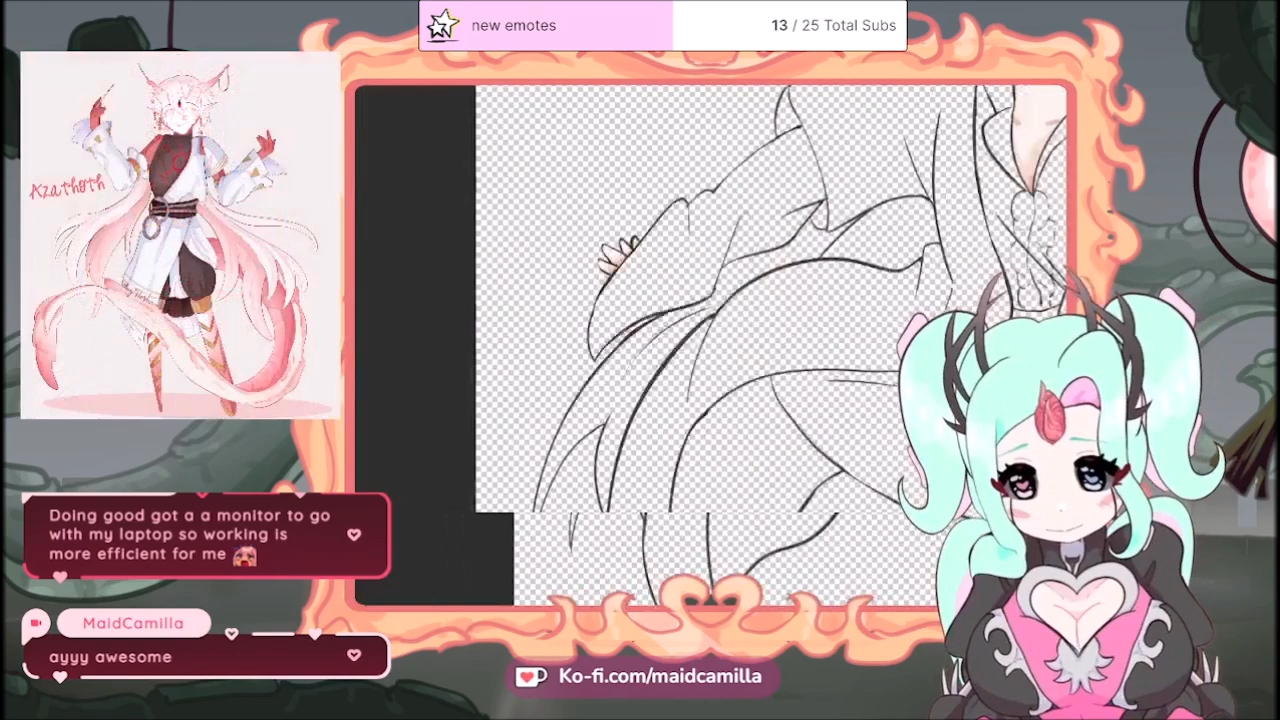 new emotes
13 / 25 Total Subs
Azathoth
Doing good got a a monitor to go
with my laptop so working is
more efficient for me
MaidCamilla
ayyy awesome
Ko-fi.com/maidcamilla